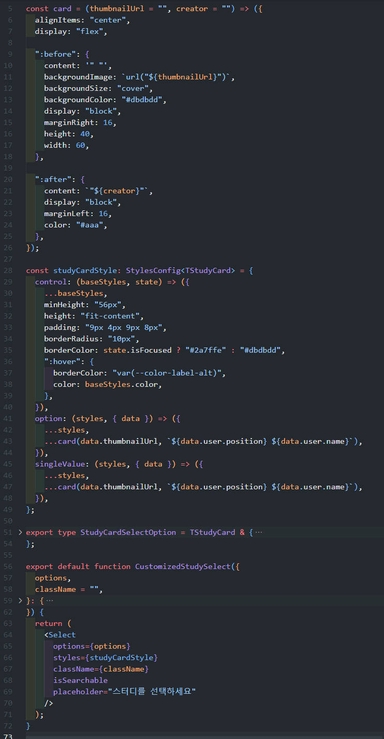 5 const card = (thumbnailUrl = "", creator = "") => ({
6 alignItems: "center",
7 display: "flex",
8
9 ":before": {
10 content: '" "',
11 backgroundImage: `url("${thumbnailUrl}")`,
12 backgroundSize: "cover",
13 backgroundColor: "#dbdbdd",
14 display: "block",
15 marginRight: 16,
16 height: 40,
17 width: 60,
18 },
19
20 ":after": {
21 content: `"${creator}"`,
22 display: "block",
23 marginLeft: 16,
24 color: "#aaa",
25 },
26 });
27
28 const studyCardStyle: StylesConfig<TStudyCard> = {
29 control: (baseStyles, state) => ({
30 ...baseStyles,
31 minHeight: "56px",
32 height: "fit-content",
33 padding: "9px 4px 9px 8px",
34 borderRadius: "10px",
35 borderColor: state.isFocused ? "#2a7ffe" : "#dbdbdd",
36 ":hover": {
37 borderColor: "var(--color-label-alt)",
38 color: baseStyles.color,
39 },
40 }),
41 option: (styles, { data }) => ({
42 ...styles,
43 ...card(data.thumbnailUrl, `${data.user.position} ${data.user.name}`),
44 }),
45 singleValue: (styles, { data }) => ({
46 ...styles,
47 ...card(data.thumbnailUrl, `${data.user.position} ${data.user.name}`),
48 }),
49 };
50
51 > export type StudyCardSelectOption = TStudyCard & {···
54 };
55
56 export default function CustomizedStudySelect({
57 options,
58 className = "",
59 > }: {···
62 }) {
63 return (
64 <Select
65 options={options}
66 styles={studyCardStyle}
67 className={className}
68 isSearchable
69 placeholder="스터디를 선택하세요"
70 />
71 );
72 }
73